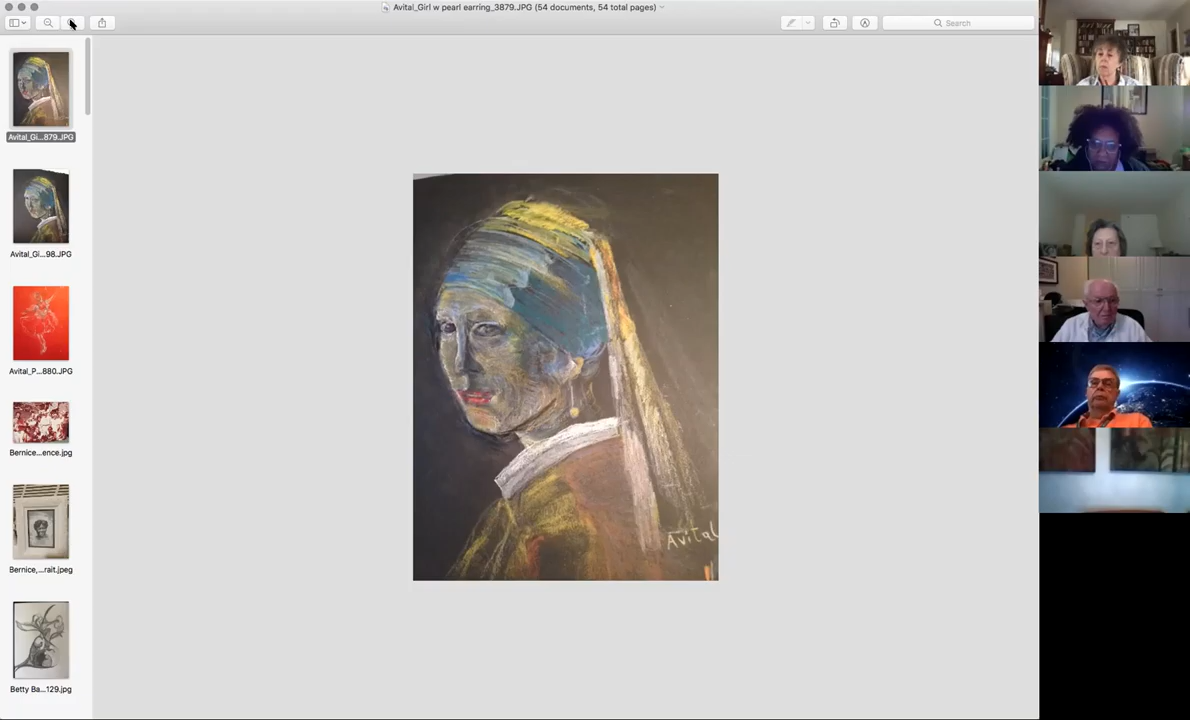 Avital_Girl w pearl earring_3879.JPG (54 documents, 54 total pages)
Search
Avital_Gi...879.JPG
Avital_Gi...98.JPG
Avital_P...880.JPG
Bernice...ence.jpg
Bernice,...rait.jpeg
Betty Ba...129.jpg
Avital